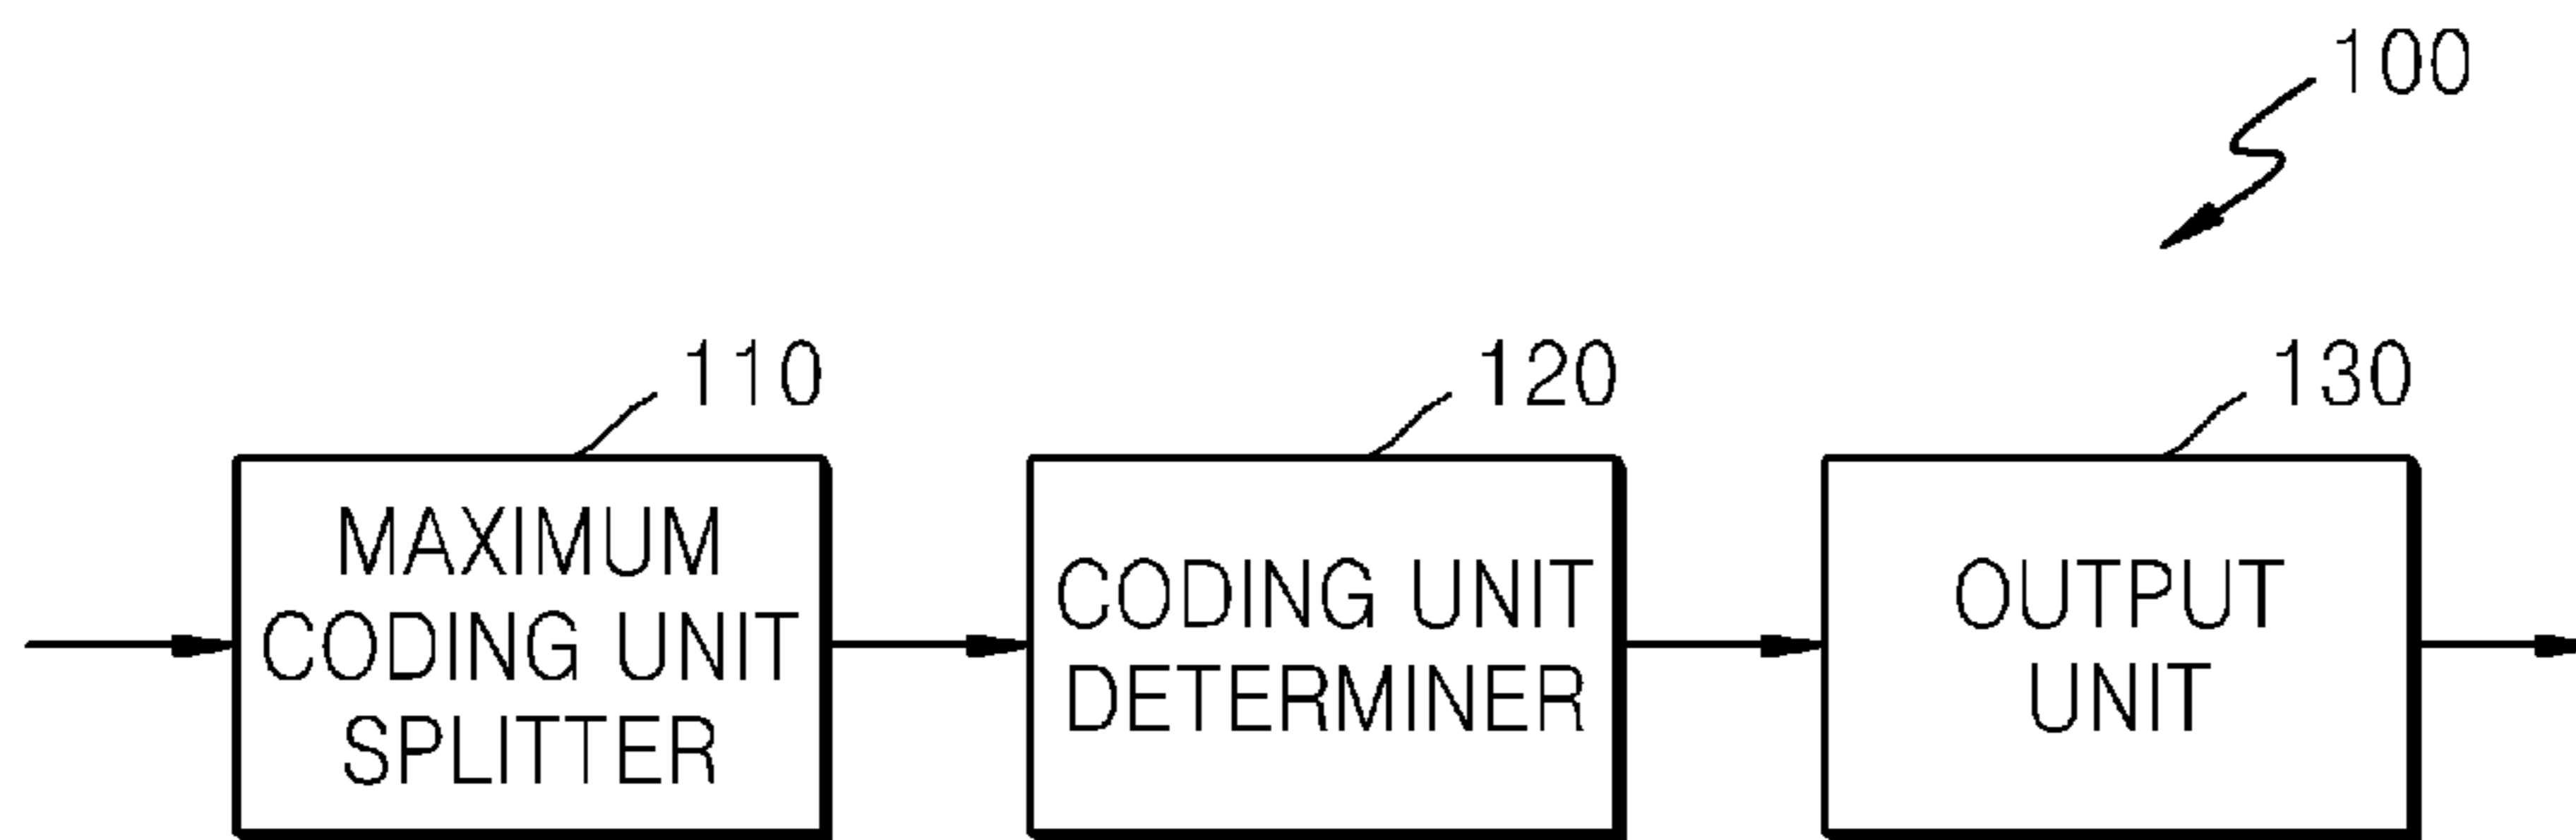 100
110
120
130
MAXIMUM
CODING UNIT
SPLITTER
CODING UNIT
DETERMINER
OUTPUT
UNIT